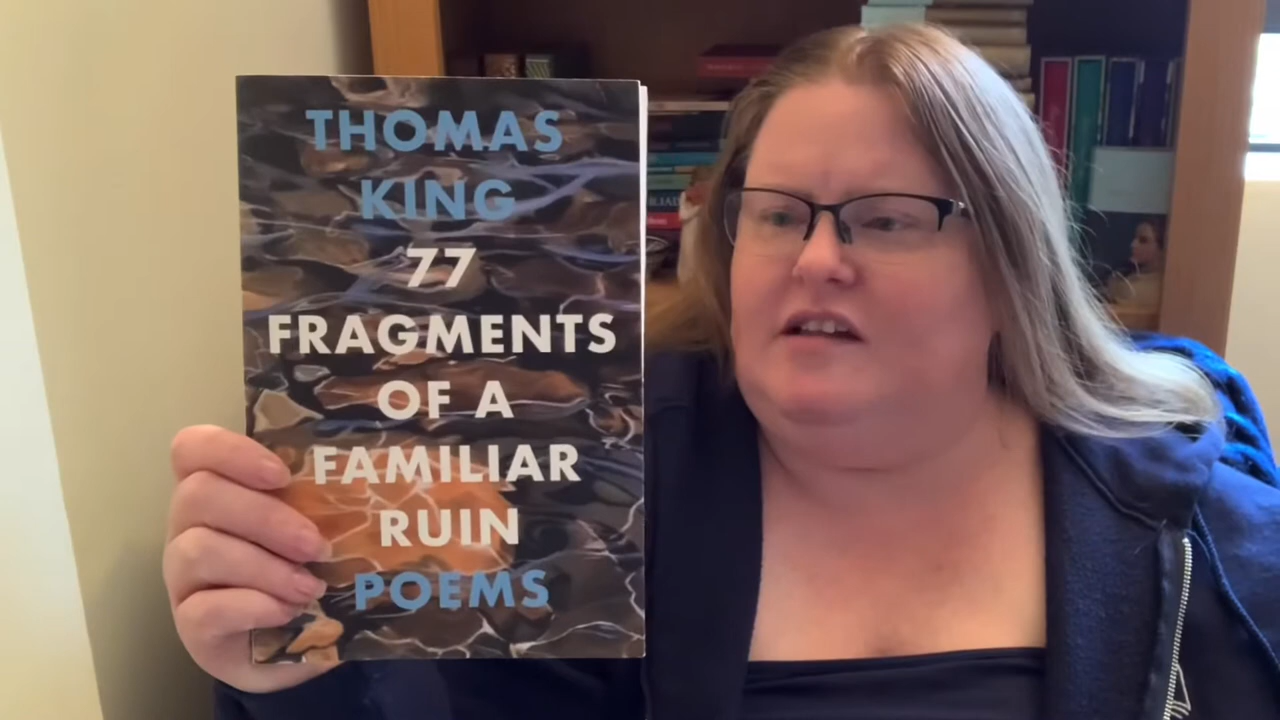 THOMAS
KING
77
FRAGMENTS
OF A
FAMILIAR
RUIN
POEMS